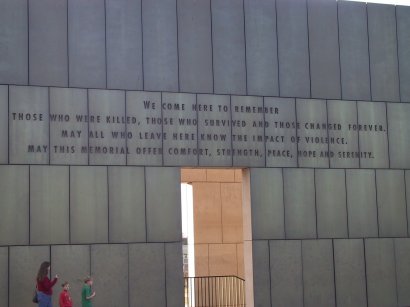 We come here to remember
those who were killed, those who survived and those changed forever.
May all who leave here know the impact of violence.
May this memorial offer comfort, strength, peace, hope and serenity.